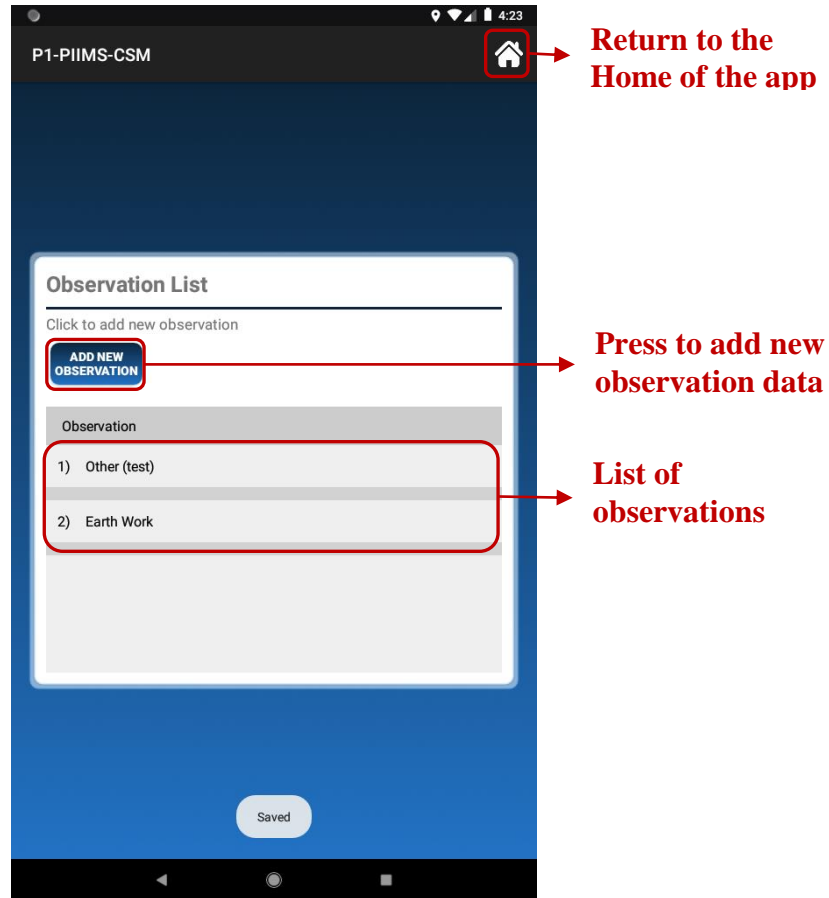 4:23
P1-PIIMS-CSM
Return to the
Home of the app
Observation List
Click to add new observation
ADD NEW
OBSERVATION
Press to add new
observation data
Observation
1) Other (test)
2) Earth Work
List of
observations
Saved